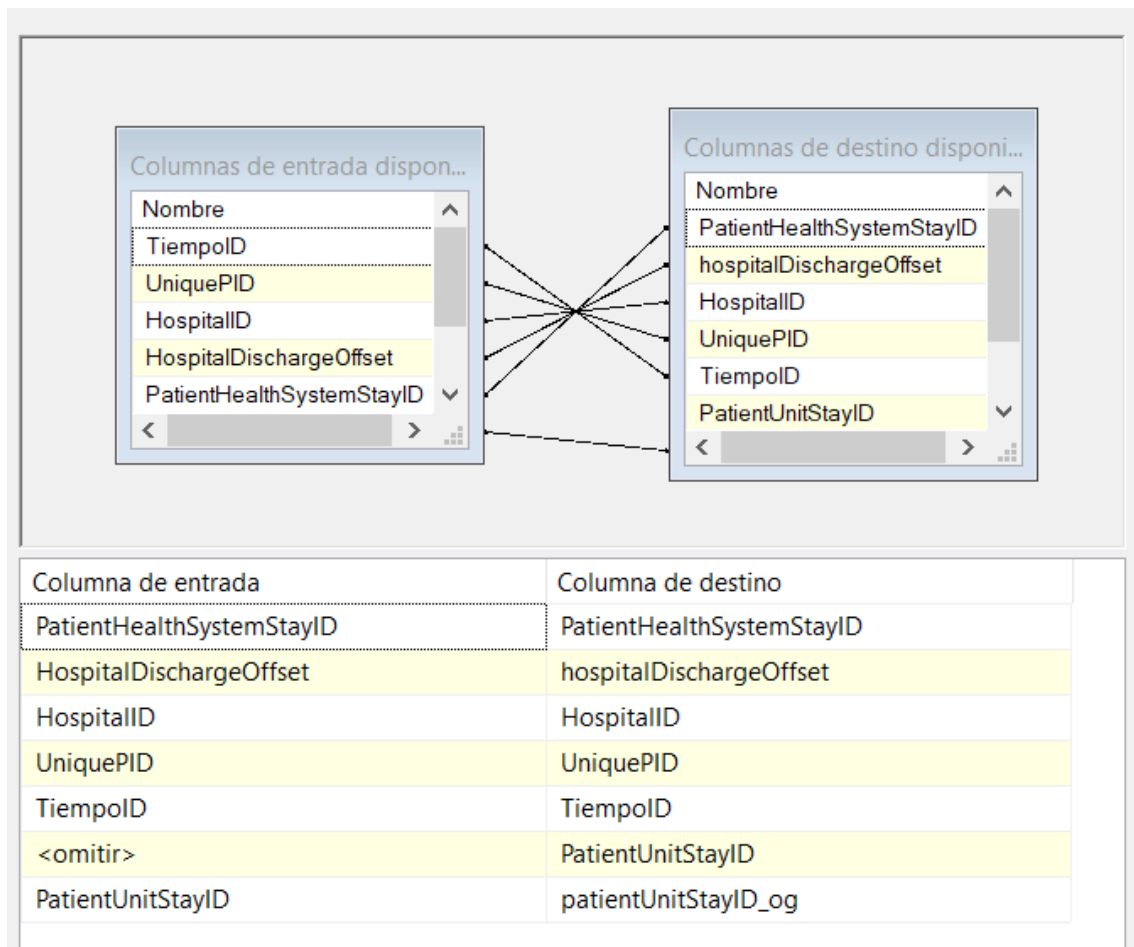 Columnas de entrada dispon...
Nombre
TiempoID
UniquePID
HospitalID
HospitalDischargeOffset
PatientHealthSystemStayID
Columnas de destino disponi...
Nombre
PatientHealthSystemStayID
hospitalDischargeOffset
HospitalID
UniquePID
TiempoID
PatientUnitStayID
Columna de entrada Columna de destino
PatientHealthSystemStayID PatientHealthSystemStayID
HospitalDischargeOffset hospitalDischargeOffset
HospitalID HospitalID
UniquePID UniquePID
TiempoID TiempoID
<omitir> PatientUnitStayID
PatientUnitStayID patientUnitStayID_og